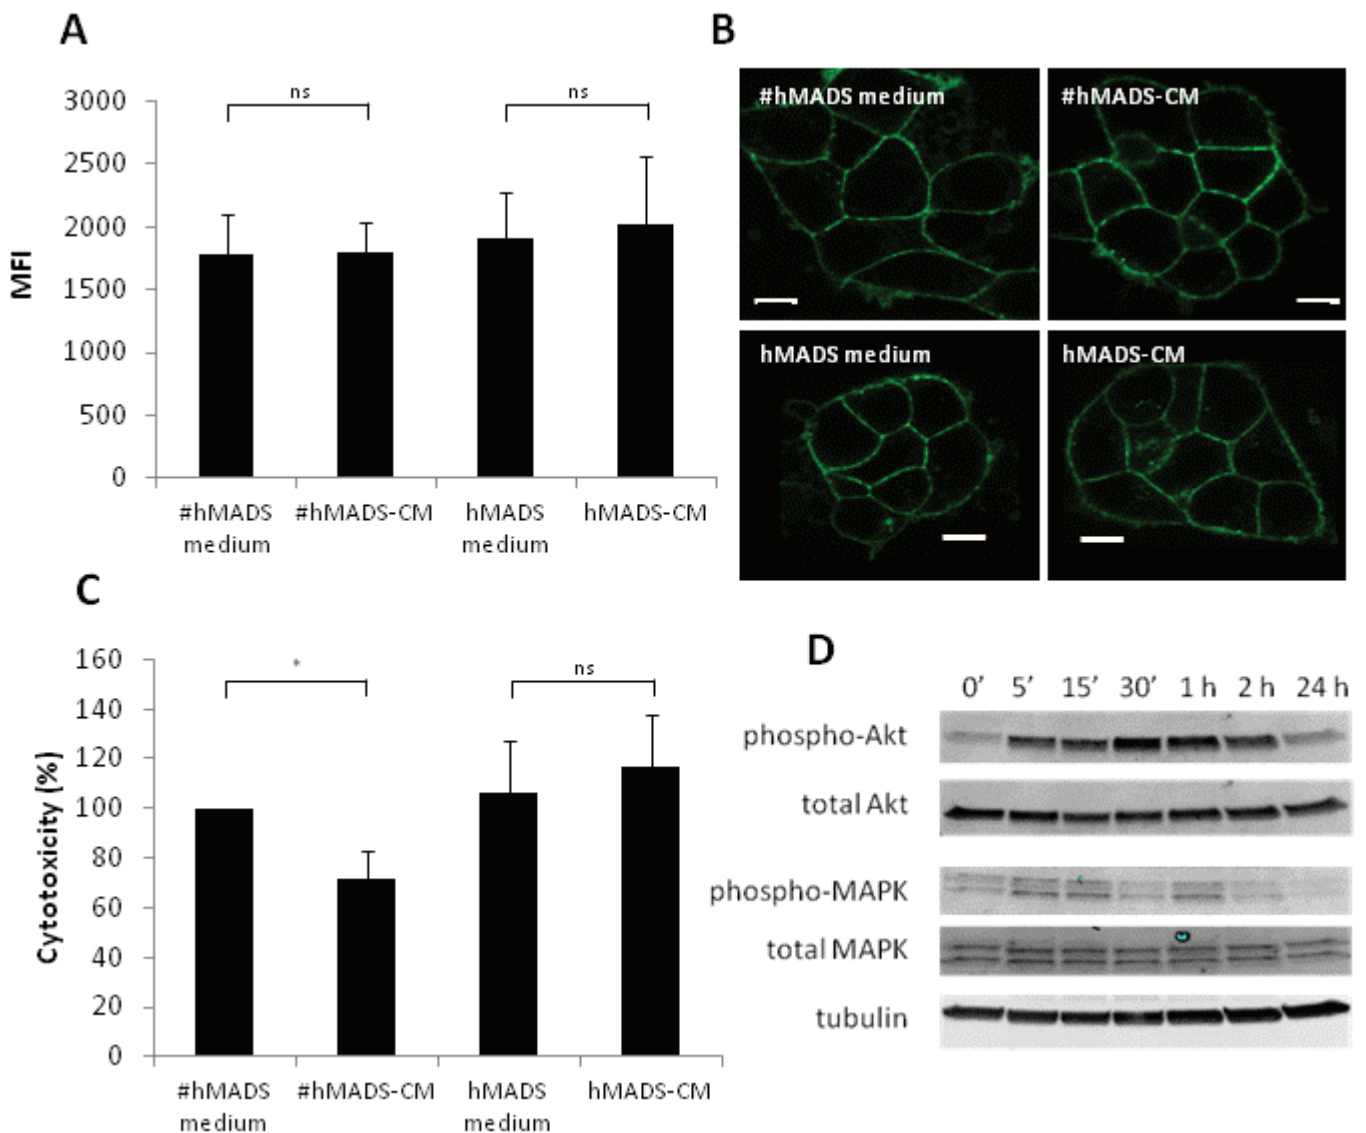 A
3000
2500
2000
1500
1000
500
0
MFI
ns
ns
#hMADS medium
#hMADS-CM
hMADS medium
hMADS-CM
B
#hMADS medium
#hMADS-CM
hMADS medium
hMADS-CM
C
160
140
120
100
80
60
40
20
0
Cytotoxicity (%)
*
ns
#hMADS medium
#hMADS-CM
hMADS medium
hMADS-CM
D
0' 5' 15' 30' 1 h 2 h 24 h
phospho-Akt
total Akt
phospho-MAPK
total MAPK
tubulin